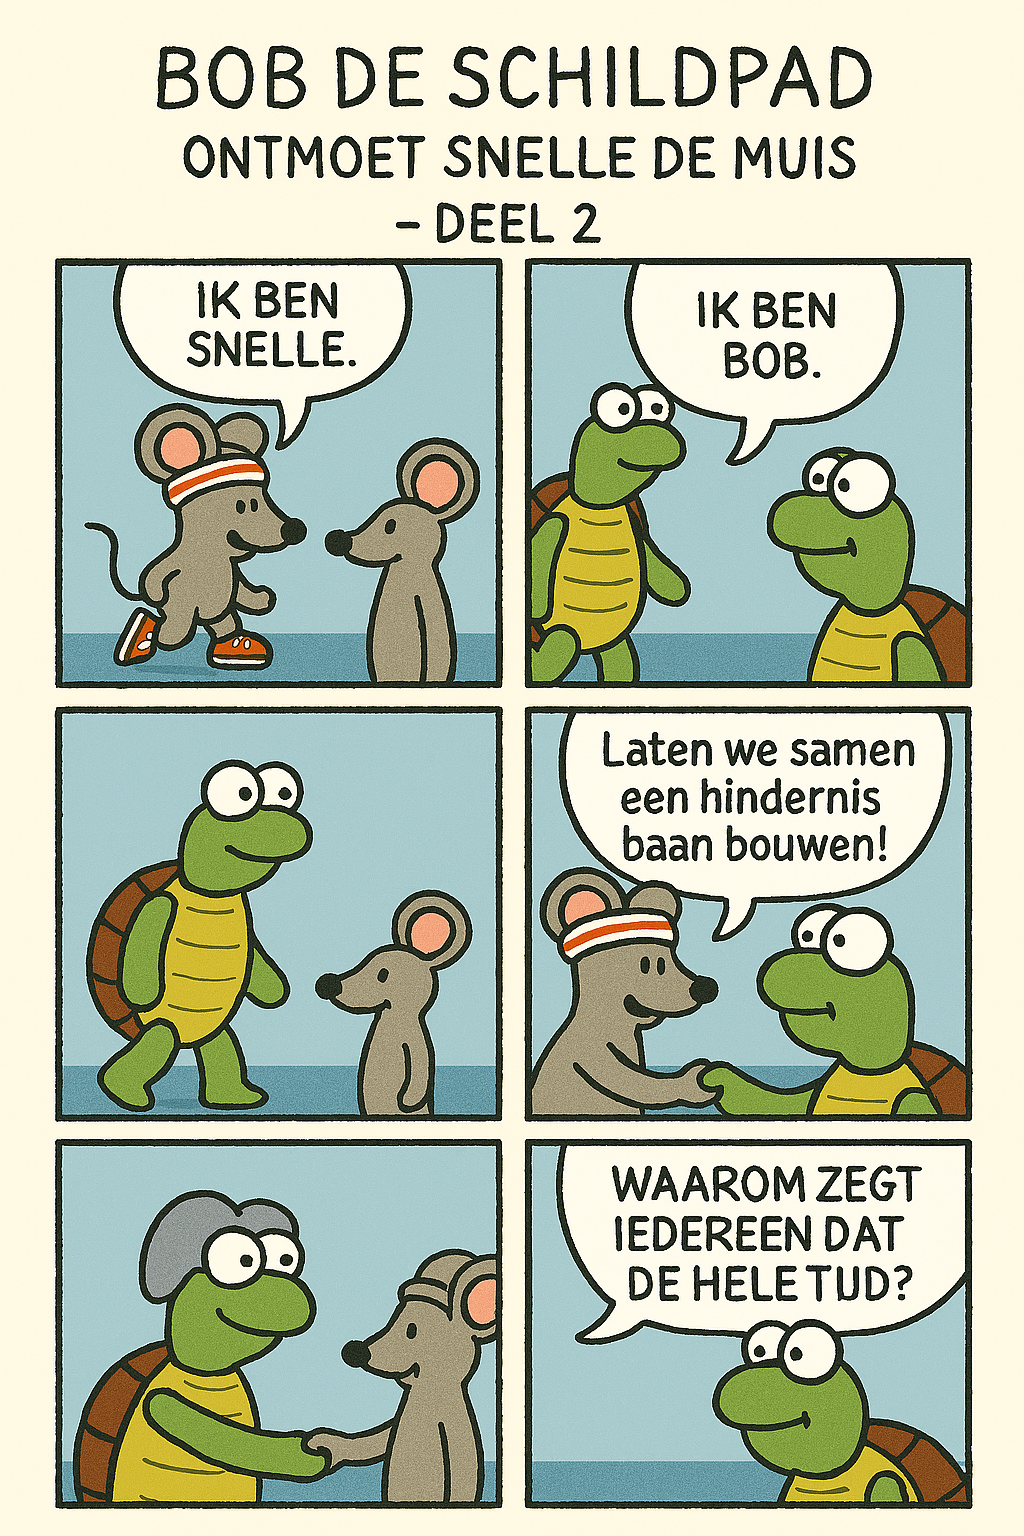 BOB DE SCHILDPAD
ONTMOET SNELLE DE MUIS
– DEEL 2
IK BEN
SNELLE.
IK BEN
BOB.
Laten we samen
een hindernis
baan bouwen!
WAAROM ZEGT
IEDEREEN DAT
DE HELE TIJD?